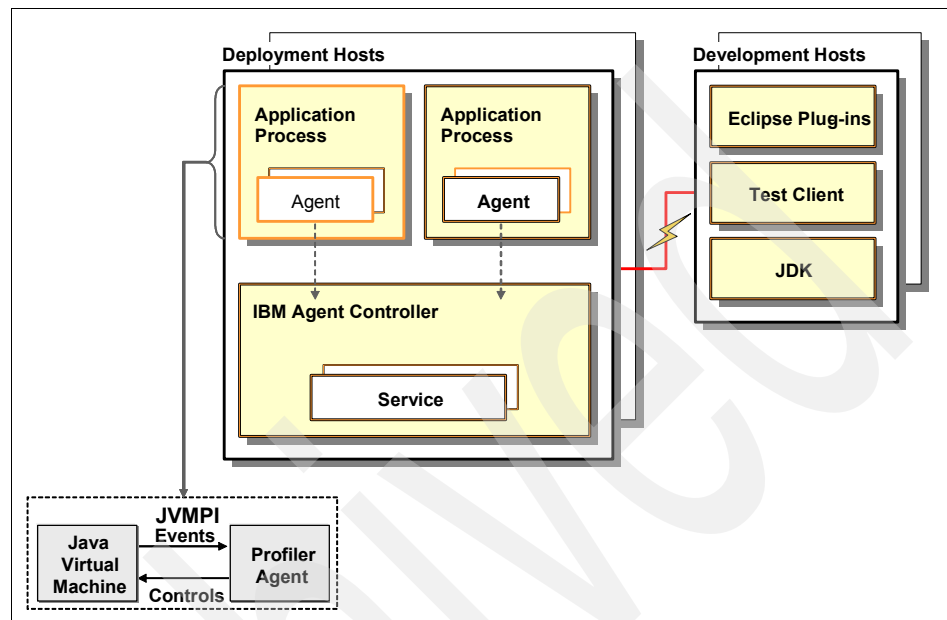 Deployment Hosts
Development Hosts
Application
Process
Agent
Application
Process
Agent
IBM Agent Controller
Service
Eclipse Plug-ins
Test Client
JDK
JVMPI
Events
Java
Virtual
Machine
Profiler
Agent
Controls